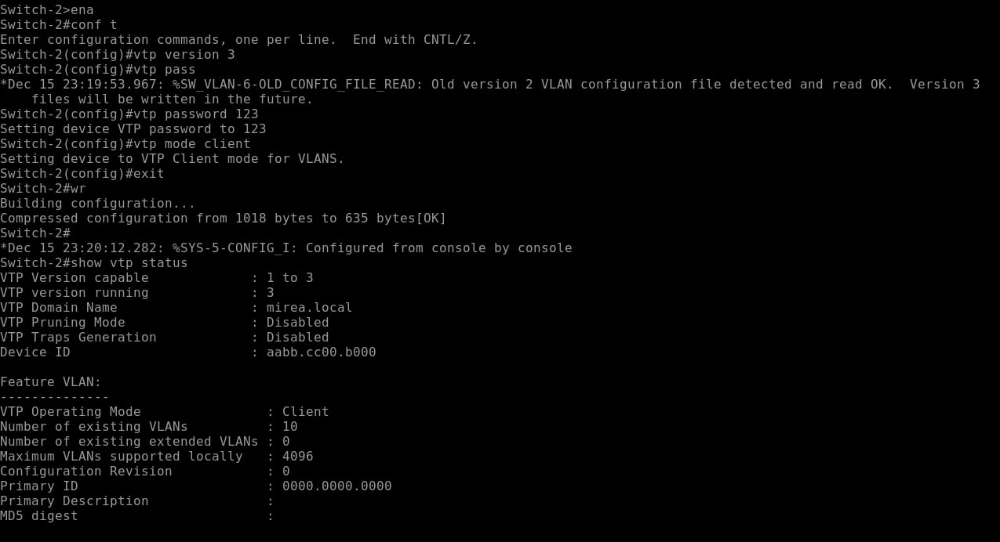 Switch-2>ena
Switch-2#conf t
Enter configuration commands, one per line.  End with CNTL/Z.
Switch-2(config)#vtp version 3
Switch-2(config)#vtp pass
*Dec 15 23:19:53.967: %SW_VLAN-6-OLD_CONFIG_FILE_READ: Old version 2 VLAN configuration file detected and read OK.  Version 3
    files will be written in the future.
Switch-2(config)#vtp password 123
Setting device VTP password to 123
Switch-2(config)#vtp mode client
Setting device to VTP Client mode for VLANS.
Switch-2(config)#exit
Switch-2#wr
Building configuration...
Compressed configuration from 1018 bytes to 635 bytes[OK]
Switch-2#
*Dec 15 23:20:12.282: %SYS-5-CONFIG_I: Configured from console by console
Switch-2#show vtp status
VTP Version capable             : 1 to 3
VTP version running             : 3
VTP Domain Name                 : mirea.local
VTP Pruning Mode                : Disabled
VTP Traps Generation            : Disabled
Device ID                       : aabb.cc00.b000

Feature VLAN:
--------------
VTP Operating Mode                : Client
Number of existing VLANs          : 10
Number of existing extended VLANs : 0
Maximum VLANs supported locally   : 4096
Configuration Revision            : 0
Primary ID                        : 0000.0000.0000
Primary Description               :
MD5 digest                        :